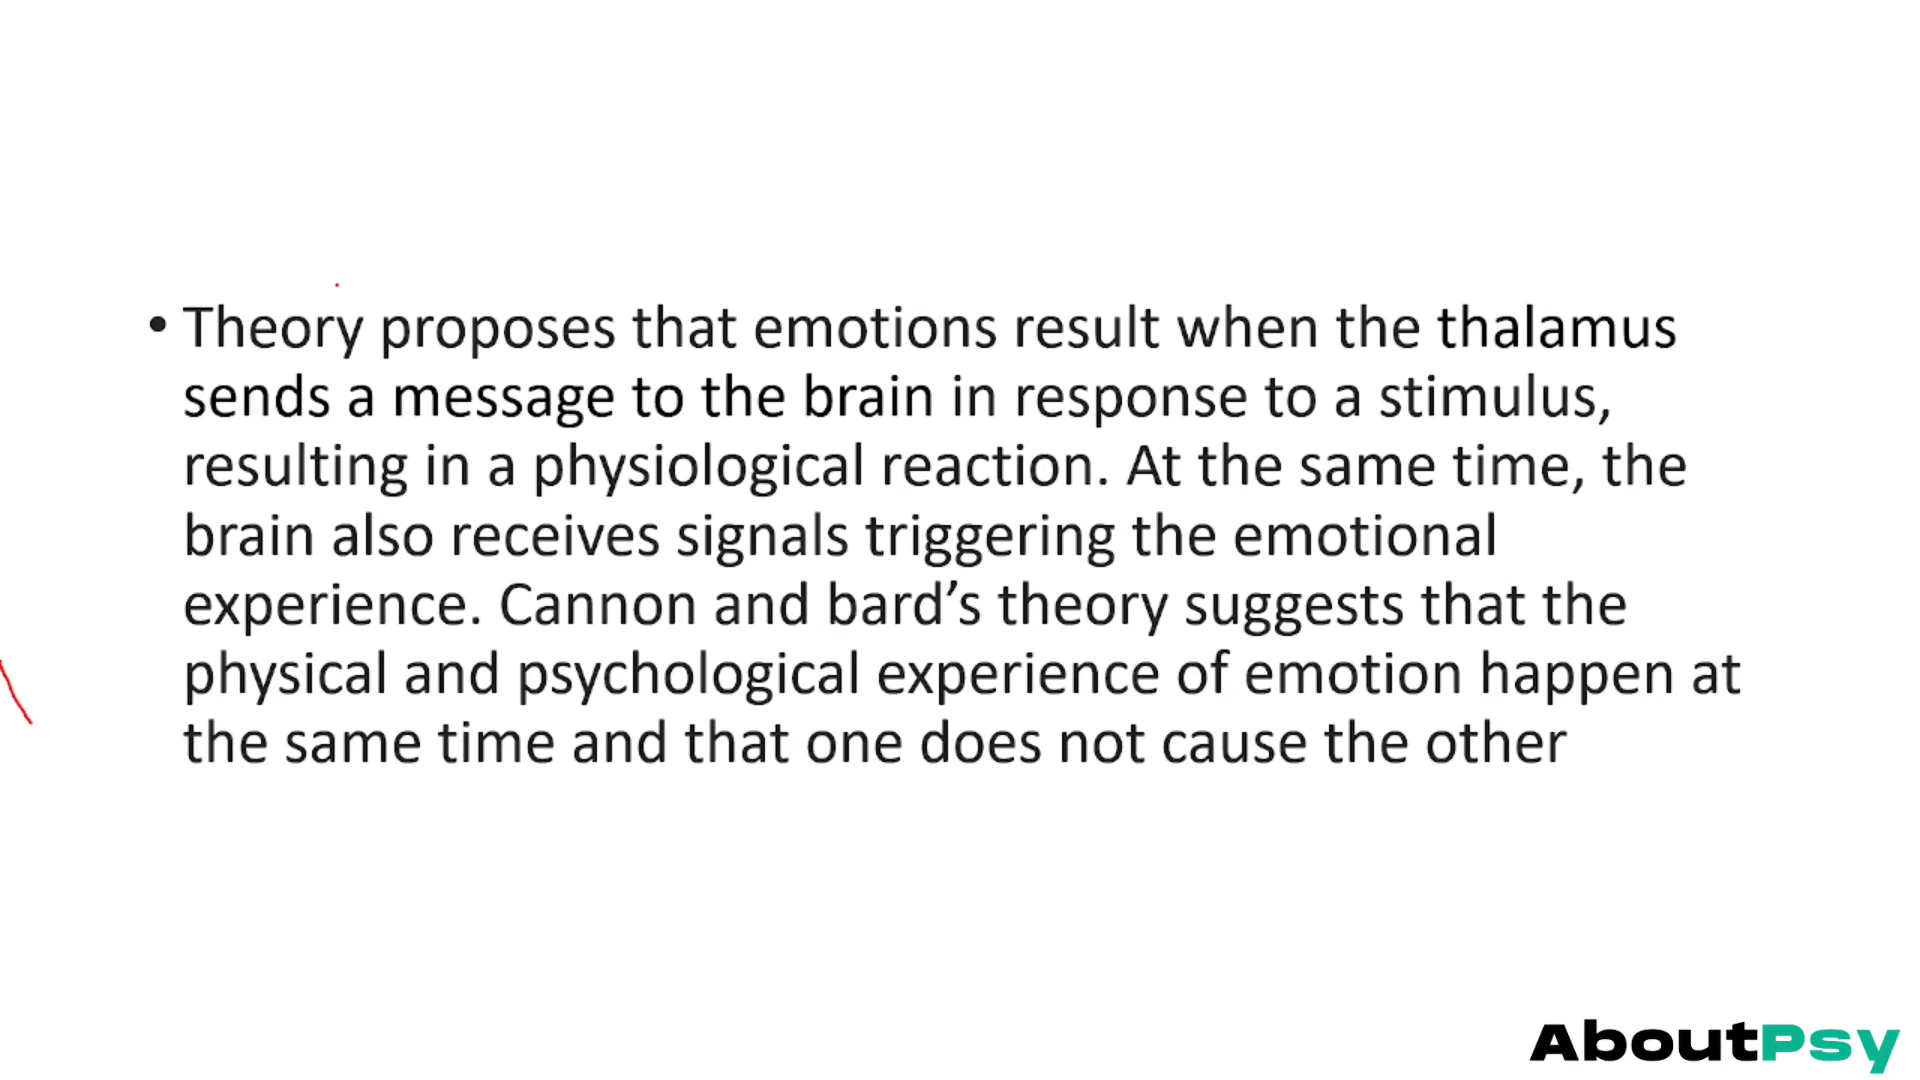 • Theory proposes that emotions result when the thalamus
sends a message to the brain in response to a stimulus,
resulting in a physiological reaction. At the same time, the
brain also receives signals triggering the emotional
experience. Cannon and bard’s theory suggests that the
physical and psychological experience of emotion happen at
the same time and that one does not cause the other
AboutPsy